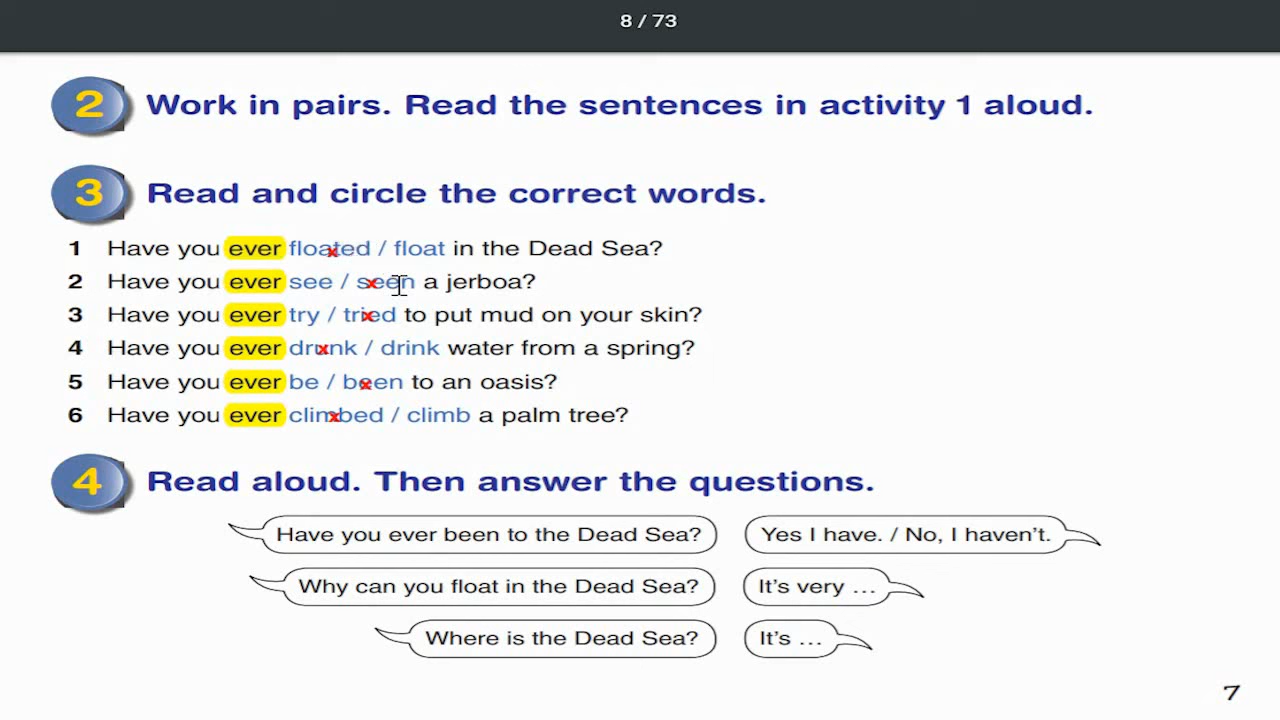 8 / 73
2 Work in pairs. Read the sentences in activity 1 aloud.
3 Read and circle the correct words.
1 Have you ever floated / float in the Dead Sea?
2 Have you ever see / seen a jerboa?
3 Have you ever try / tried to put mud on your skin?
4 Have you ever drunk / drink water from a spring?
5 Have you ever be / been to an oasis?
6 Have you ever climbed / climb a palm tree?
4 Read aloud. Then answer the questions.
Have you ever been to the Dead Sea? Yes I have. / No, I haven't.
Why can you float in the Dead Sea? It's very ...
Where is the Dead Sea? It's ...
7